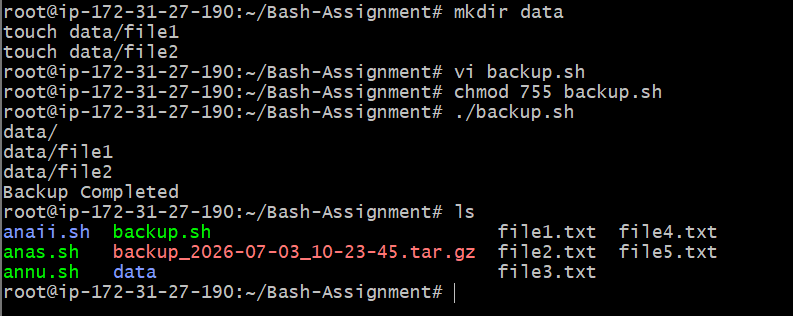 root@ip-172-31-27-190:~/Bash-Assignment# mkdir data
touch data/file1
touch data/file2
root@ip-172-31-27-190:~/Bash-Assignment# vi backup.sh
root@ip-172-31-27-190:~/Bash-Assignment# chmod 755 backup.sh
root@ip-172-31-27-190:~/Bash-Assignment# ./backup.sh
data/
data/file1
data/file2
Backup Completed
root@ip-172-31-27-190:~/Bash-Assignment# ls
anaii.sh  backup.sh                          file1.txt  file4.txt
anas.sh   backup_2026-07-03_10-23-45.tar.gz  file2.txt  file5.txt
annu.sh   data                               file3.txt
root@ip-172-31-27-190:~/Bash-Assignment#